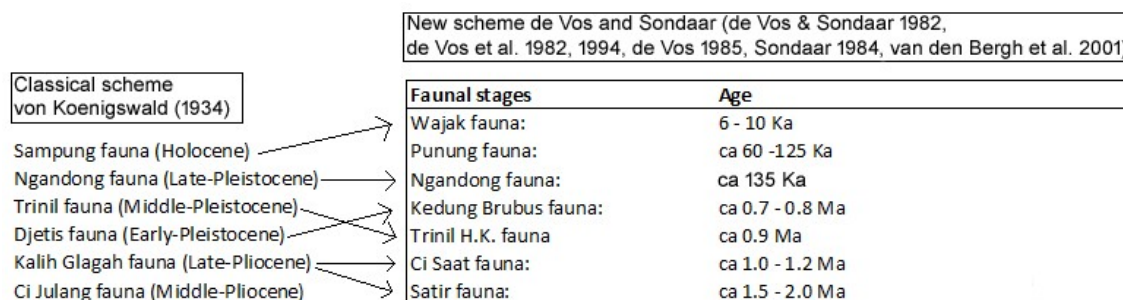 New scheme de Vos and Sondaar (de Vos & Sondaar 1982,
de Vos et al. 1982, 1994, de Vos 1985, Sondaar 1984, van den Bergh et al. 2001)
Classical scheme
von Koenigswald (1934)
Sampung fauna (Holocene)
Ngandong fauna (Late-Pleistocene)
Trinil fauna (Middle-Pleistocene)
Djetis fauna (Early-Pleistocene)
Kalih Glagah fauna (Late-Pliocene)
Ci Julang fauna (Middle-Pliocene)
Faunal stages Age
Wajak fauna: 6 - 10 Ka
Punung fauna: ca 60 -125 Ka
Ngandong fauna: ca 135 Ka
Kedung Brubus fauna: ca 0.7 - 0.8 Ma
Trinil H.K. fauna ca 0.9 Ma
Ci Saat fauna: ca 1.0 - 1.2 Ma
Satir fauna: ca 1.5 - 2.0 Ma